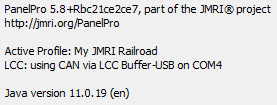 PanelPro 5.8+Rbc21ce2ce7, part of the JMRI® project
http://jmri.org/PanelPro
Active Profile: My JMRI Railroad
LCC: using CAN via LCC Buffer-USB on COM4
Java version 11.0.19 (en)